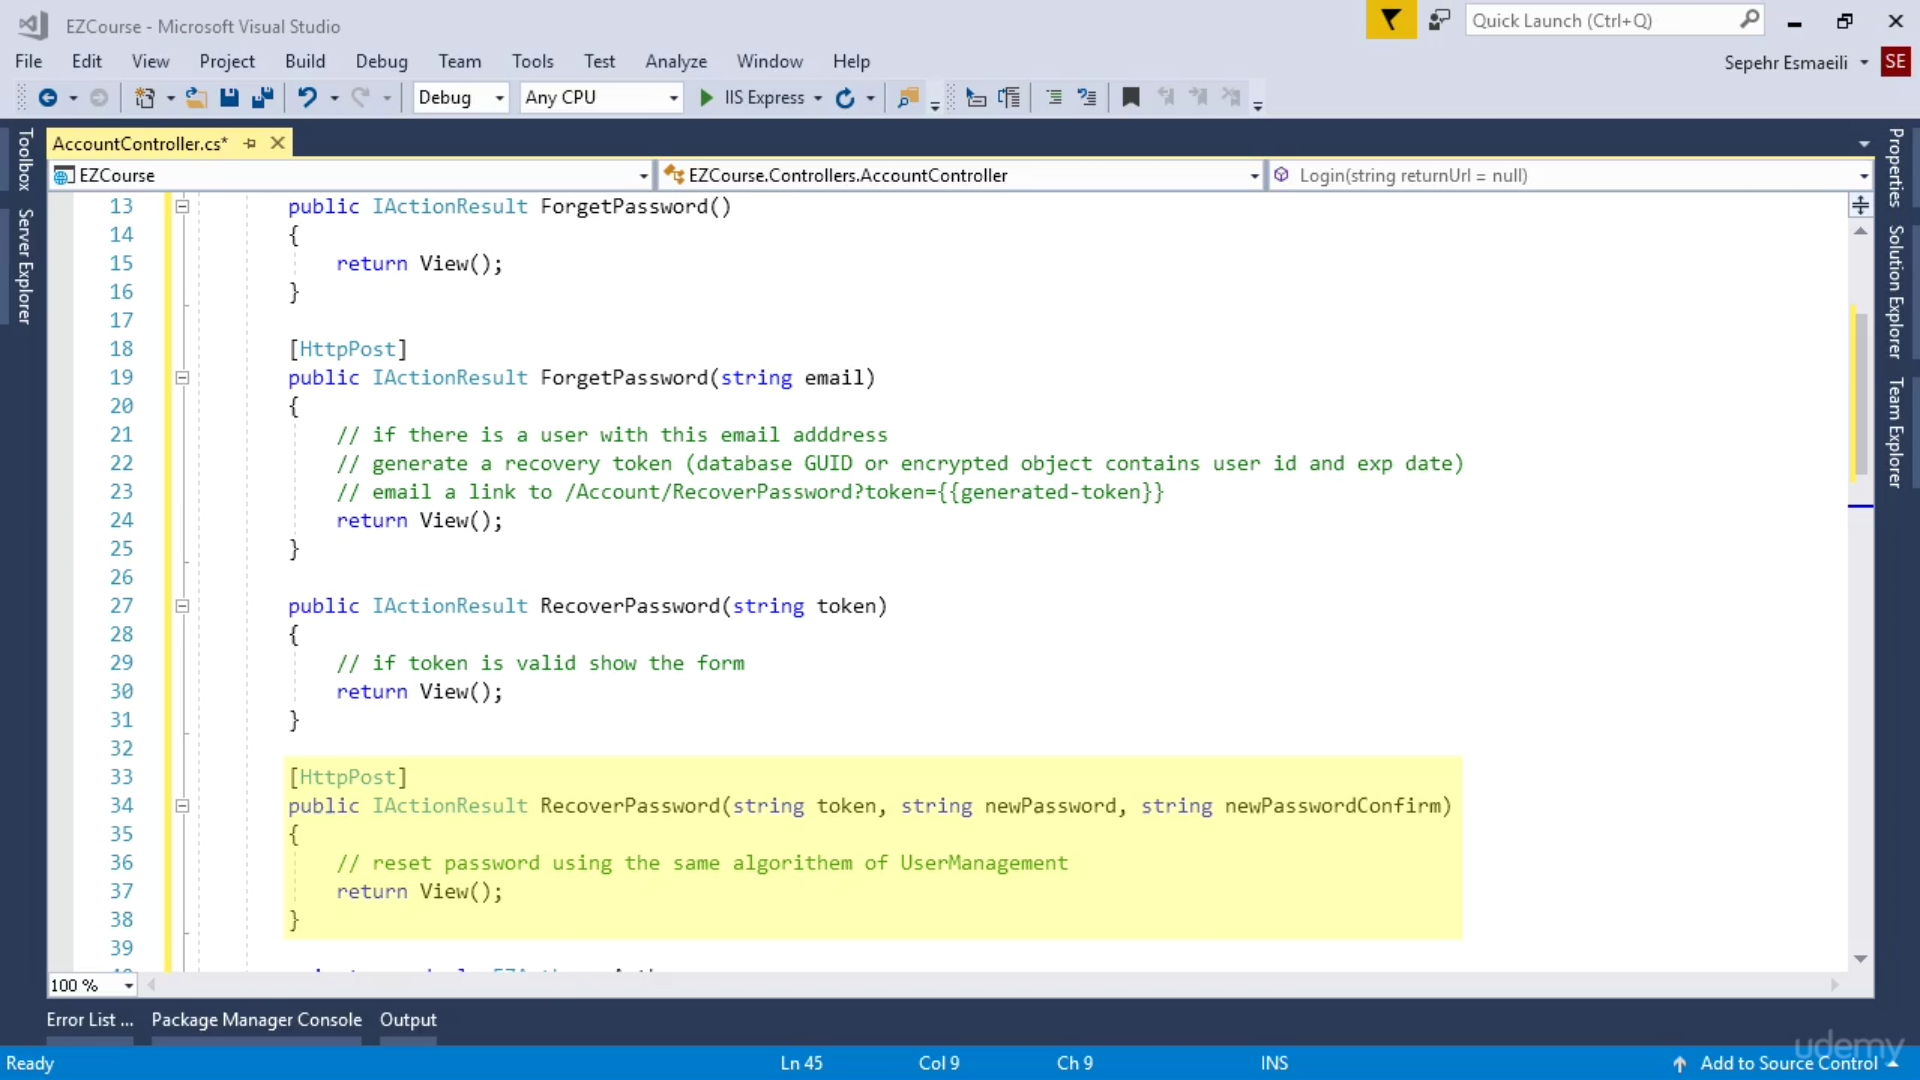 EZCourse - Microsoft Visual Studio
Quick Launch (Ctrl+Q)
File Edit View Project Build Debug Team Tools Test Analyze Window Help
Sepehr Esmaeili SE
Debug Any CPU IIS Express
AccountController.cs*
EZCourse EZCourse.Controllers.AccountController Login(string returnUrl = null)
Toolbox
Server Explorer
Properties
Solution Explorer
Team Explorer
13 public IActionResult ForgetPassword()
14 {
15 return View();
16 }
17
18 [HttpPost]
19 public IActionResult ForgetPassword(string email)
20 {
21 // if there is a user with this email adddress
22 // generate a recovery token (database GUID or encrypted object contains user id and exp date)
23 // email a link to /Account/RecoverPassword?token={{generated-token}}
24 return View();
25 }
26
27 public IActionResult RecoverPassword(string token)
28 {
29 // if token is valid show the form
30 return View();
31 }
32
33 [HttpPost]
34 public IActionResult RecoverPassword(string token, string newPassword, string newPasswordConfirm)
35 {
36 // reset password using the same algorithem of UserManagement
37 return View();
38 }
39
100 %
Error List ... Package Manager Console Output
Ready Ln 45 Col 9 Ch 9 INS Add to Source Control
udemy